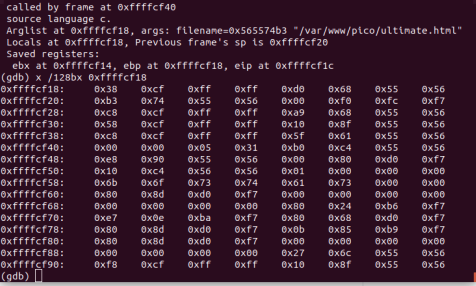 called by frame at 0xffffcf40
source language c.
Arglist at 0xffffcf18, args: filename=0x565574b3 "/var/www/pico/ultimate.html"
Locals at 0xffffcf18, Previous frame's sp is 0xffffcf20
Saved registers:
ebx at 0xffffcf14, ebp at 0xffffcf18, eip at 0xffffcf1c
(gdb) x /128bx 0xffffcf18
0xffffcf18: 0x38 0xcf 0xff 0xff 0xd0 0x68 0x55 0x56
0xffffcf20: 0xb3 0x74 0x55 0x56 0x00 0xf0 0xfc 0xf7
0xffffcf28: 0xc8 0xcf 0xff 0xff 0xa9 0x68 0x55 0x56
0xffffcf30: 0x58 0xcf 0xff 0xff 0x10 0x8f 0x55 0x56
0xffffcf38: 0xc8 0xcf 0xff 0xff 0x5f 0x61 0x55 0x56
0xffffcf40: 0x00 0x00 0x05 0x31 0xb0 0xc4 0x55 0x56
0xffffcf48: 0xe8 0x90 0x55 0x56 0x00 0x80 0xd0 0xf7
0xffffcf50: 0x10 0xc4 0x56 0x56 0x01 0x00 0x00 0x00
0xffffcf58: 0x6b 0x6f 0x73 0x74 0x61 0x73 0x00 0x00
0xffffcf60: 0x80 0x8d 0xd0 0xf7 0x00 0x00 0x00 0x00
0xffffcf68: 0x00 0x00 0x00 0x00 0x80 0x24 0xb6 0xf7
0xffffcf70: 0xe7 0x0e 0xba 0xf7 0x80 0x68 0xd0 0xf7
0xffffcf78: 0x80 0x8d 0xd0 0xf7 0x0b 0x85 0xb9 0xf7
0xffffcf80: 0x80 0x8d 0xd0 0xf7 0x00 0x00 0x00 0x00
0xffffcf88: 0x00 0x00 0x00 0x00 0x27 0x6c 0x55 0x56
0xffffcf90: 0xf8 0xcf 0xff 0xff 0x10 0x8f 0x55 0x56
(gdb)